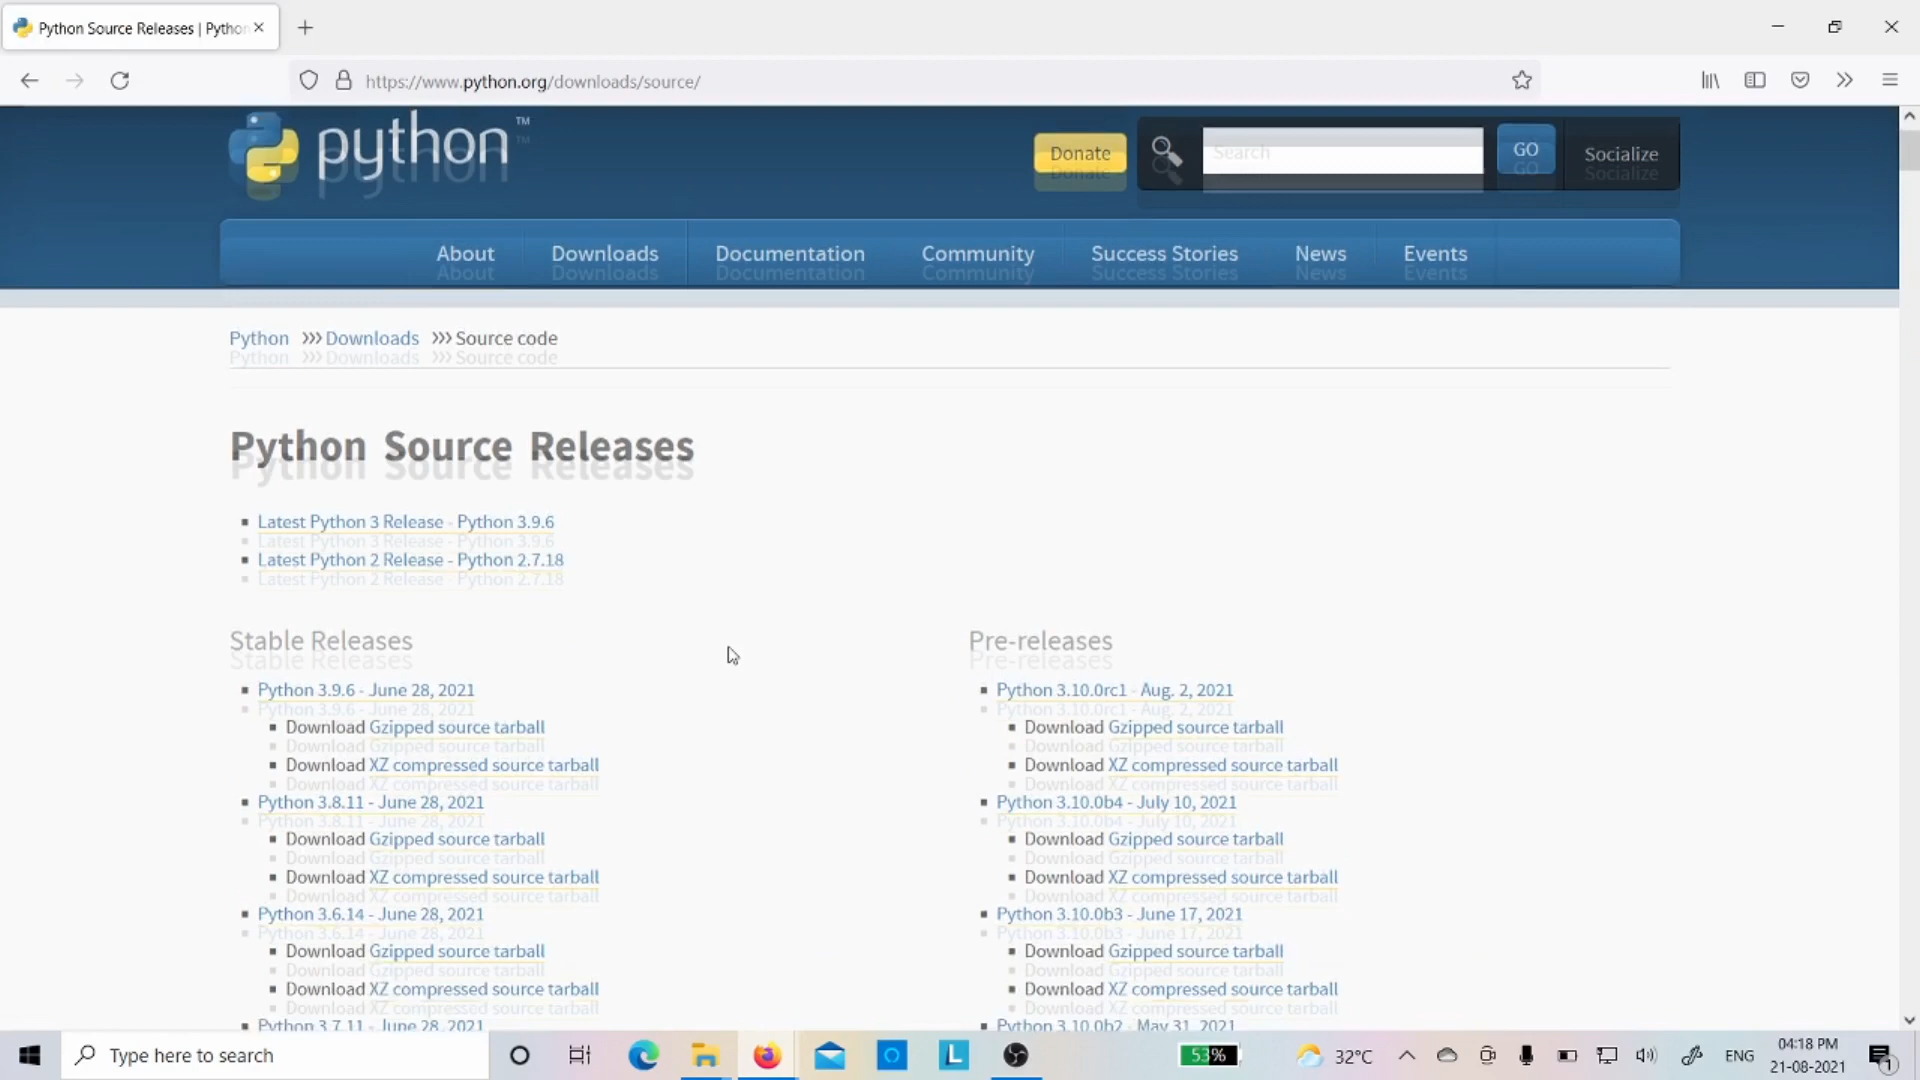 Python Source Releases | Pytho
https://www.python.org/downloads/source/
python™
Donate
Search
GO
Socialize
About Downloads Documentation Community Success Stories News Events
Python >>> Downloads >>> Source code
Python Source Releases
Latest Python 3 Release - Python 3.9.6
Latest Python 2 Release - Python 2.7.18
Stable Releases
Python 3.9.6 - June 28, 2021
Download Gzipped source tarball
Download XZ compressed source tarball
Python 3.8.11 - June 28, 2021
Download Gzipped source tarball
Download XZ compressed source tarball
Python 3.6.14 - June 28, 2021
Download Gzipped source tarball
Download XZ compressed source tarball
Python 3.7.11 - June 28, 2021
Pre-releases
Python 3.10.0rc1 - Aug. 2, 2021
Download Gzipped source tarball
Download XZ compressed source tarball
Python 3.10.0b4 - July 10, 2021
Download Gzipped source tarball
Download XZ compressed source tarball
Python 3.10.0b3 - June 17, 2021
Download Gzipped source tarball
Download XZ compressed source tarball
Python 3.10.0b2 - May 31, 2021
Type here to search
L
53%
32°C
ENG
04:18 PM
21-08-2021
1